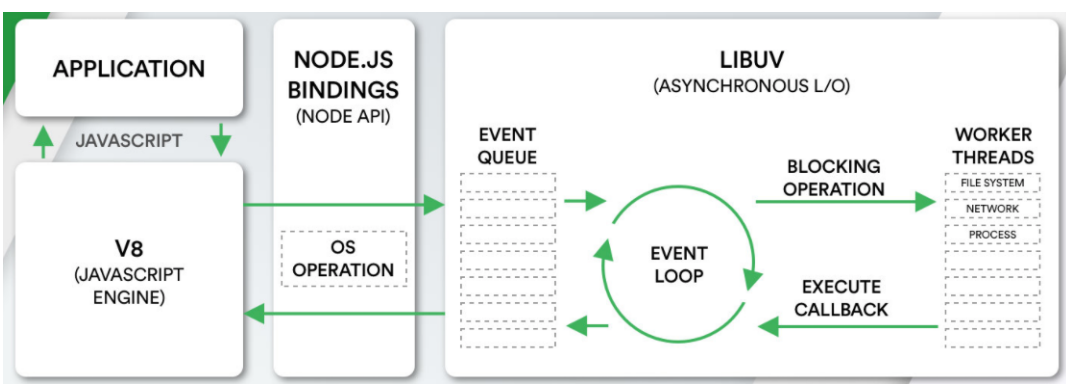 APPLICATION
JAVASCRIPT
V8
(JAVASCRIPT
ENGINE)
NODE.JS
BINDINGS
(NODE API)
OS
OPERATION
LIBUV
(ASYNCHRONOUS L/O)
EVENT
QUEUE
EVENT
LOOP
BLOCKING
OPERATION
EXECUTE
CALLBACK
WORKER
THREADS
FILE SYSTEM
NETWORK
PROCESS